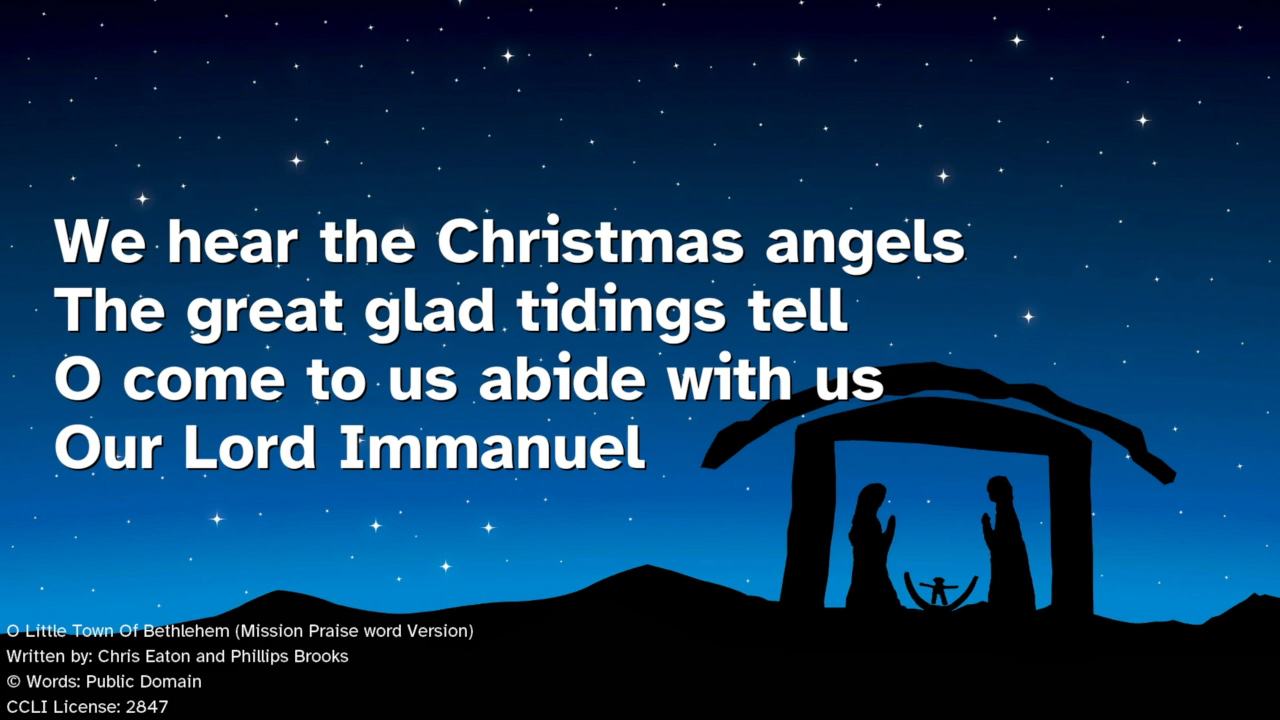 We hear the Christmas angels
The great glad tidings tell
O come to us abide with us
Our Lord Immanuel
O Little Town Of Bethlehem (Mission Praise word Version)
Written by: Chris Eaton and Phillips Brooks
© Words: Public Domain
CCLI License: 2847